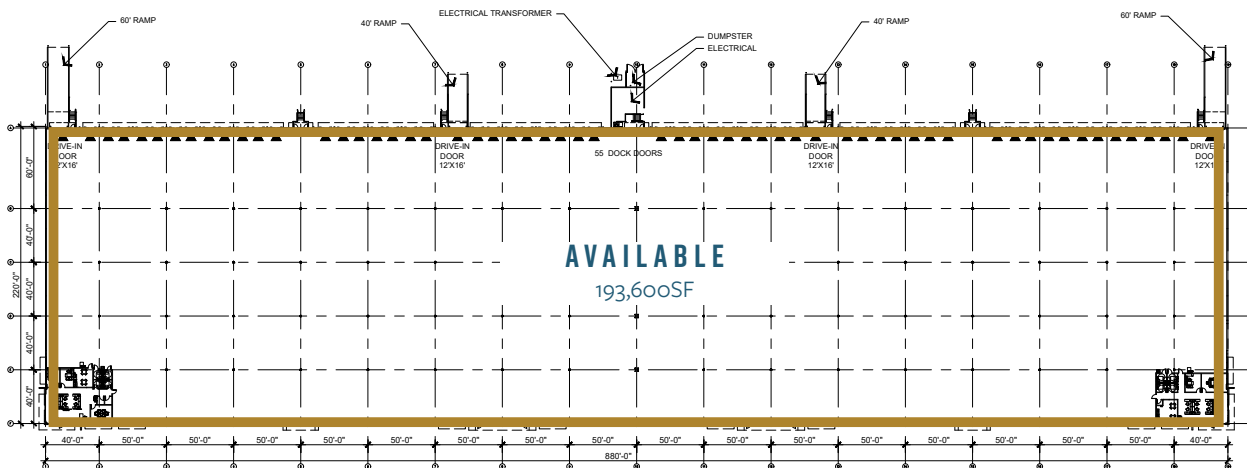 60' RAMP
40' RAMP
ELECTRICAL TRANSFORMER
DUMPSTER
ELECTRICAL
40' RAMP
60' RAMP
DRIVE-IN
DOOR
12'X16'
DRIVE-IN
DOOR
12'X16'
55 DOCK DOORS
DRIVE-IN
DOOR
12'X16'
DRIVE-IN
DOOR
12'X16'
60'-0"
40'-0"
40'-0"
40'-0"
40'-0"
220'-0"
AVAILABLE
193,600SF
40'-0" 50'-0" 50'-0" 50'-0" 50'-0" 50'-0" 50'-0" 50'-0" 50'-0" 50'-0" 50'-0" 50'-0" 50'-0" 50'-0" 50'-0" 50'-0" 50'-0" 40'-0"
880'-0"